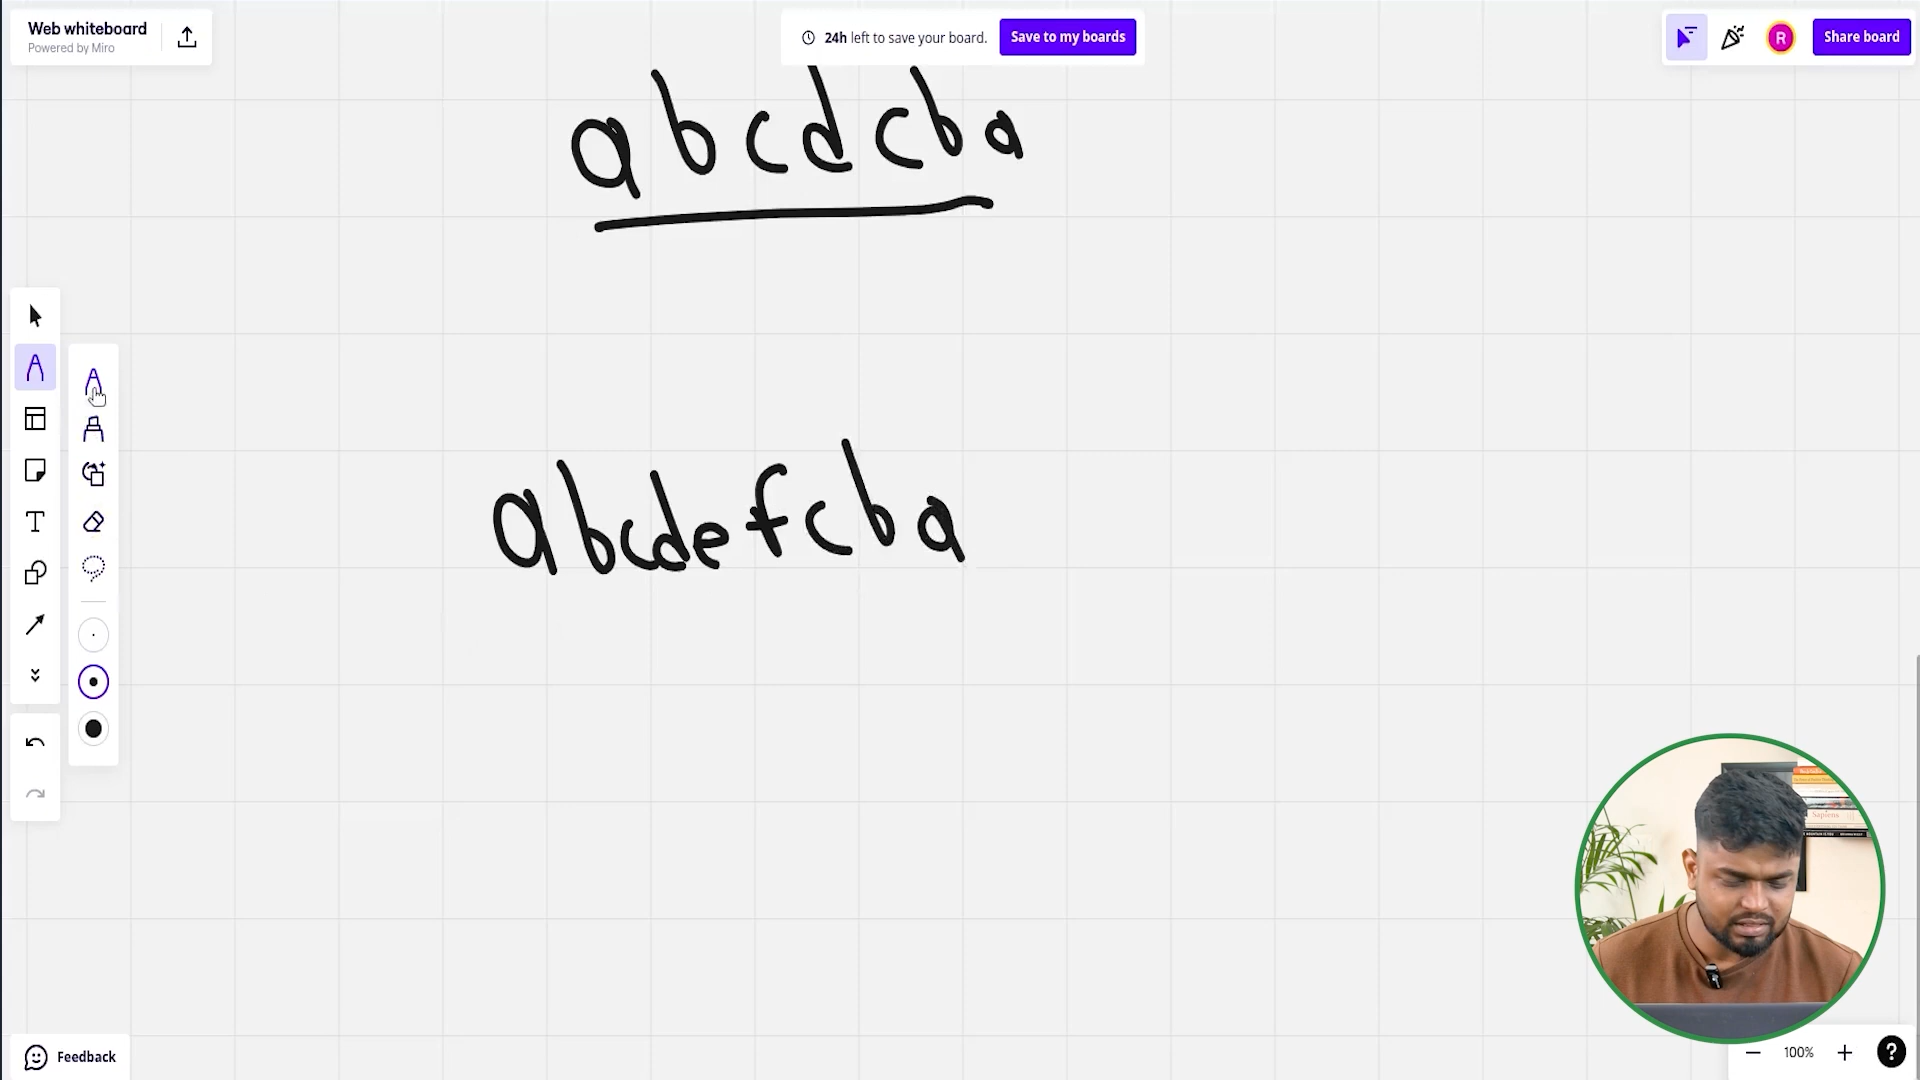 Web whiteboard
Powered by Miro
24h left to save your board.
Save to my boards
R
Share board
abcdcba
abcdefcba
T
Sapiens
Feedback
100%
?